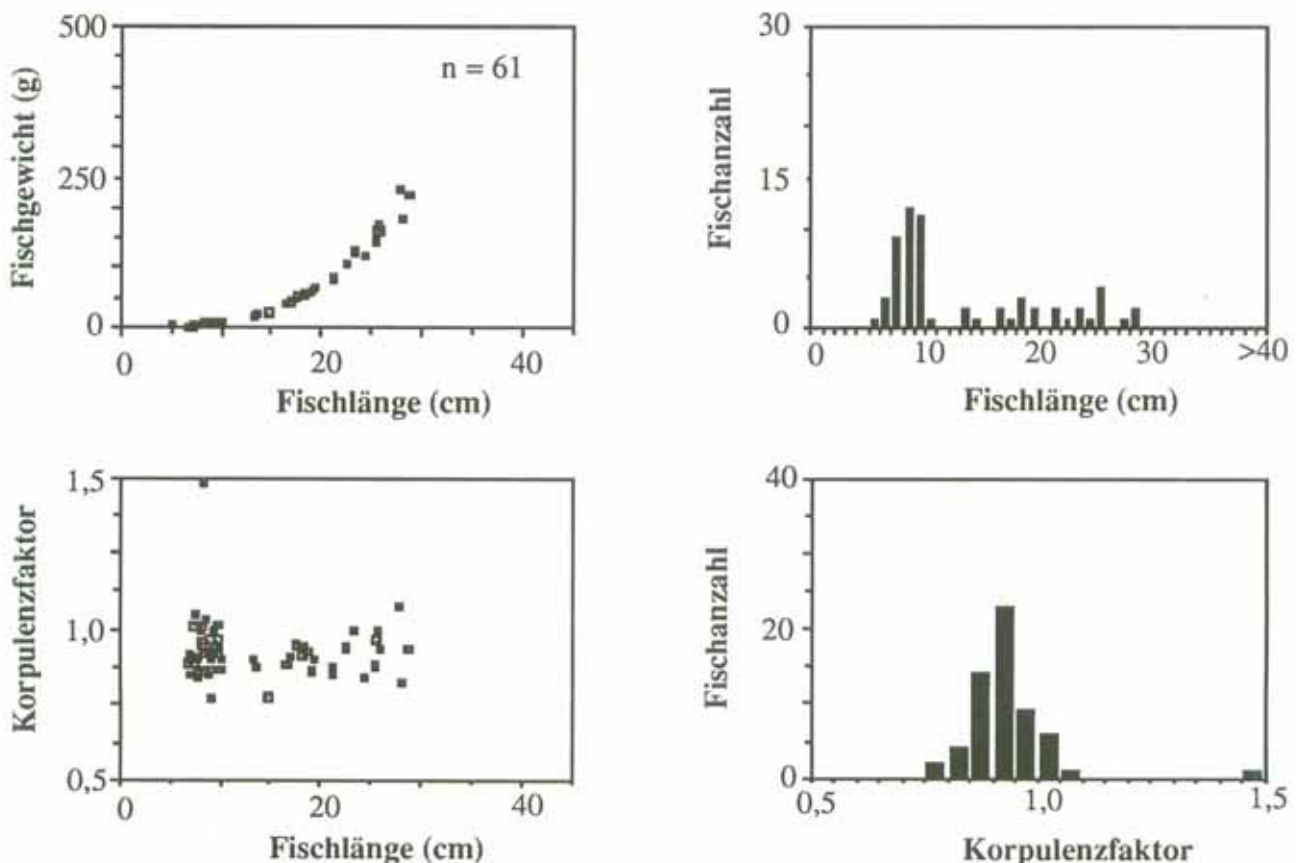 500
250
0
Fischgewicht (g)
n = 61
0 20 40
Fischlänge (cm)
30
15
0
Fischanzahl
0 10 20 30 >40
Fischlänge (cm)
1,5
1,0
0,5
Korpulenzfaktor
0 20 40
Fischlänge (cm)
40
20
0
Fischanzahl
0,5 1,0 1,5
Korpulenzfaktor